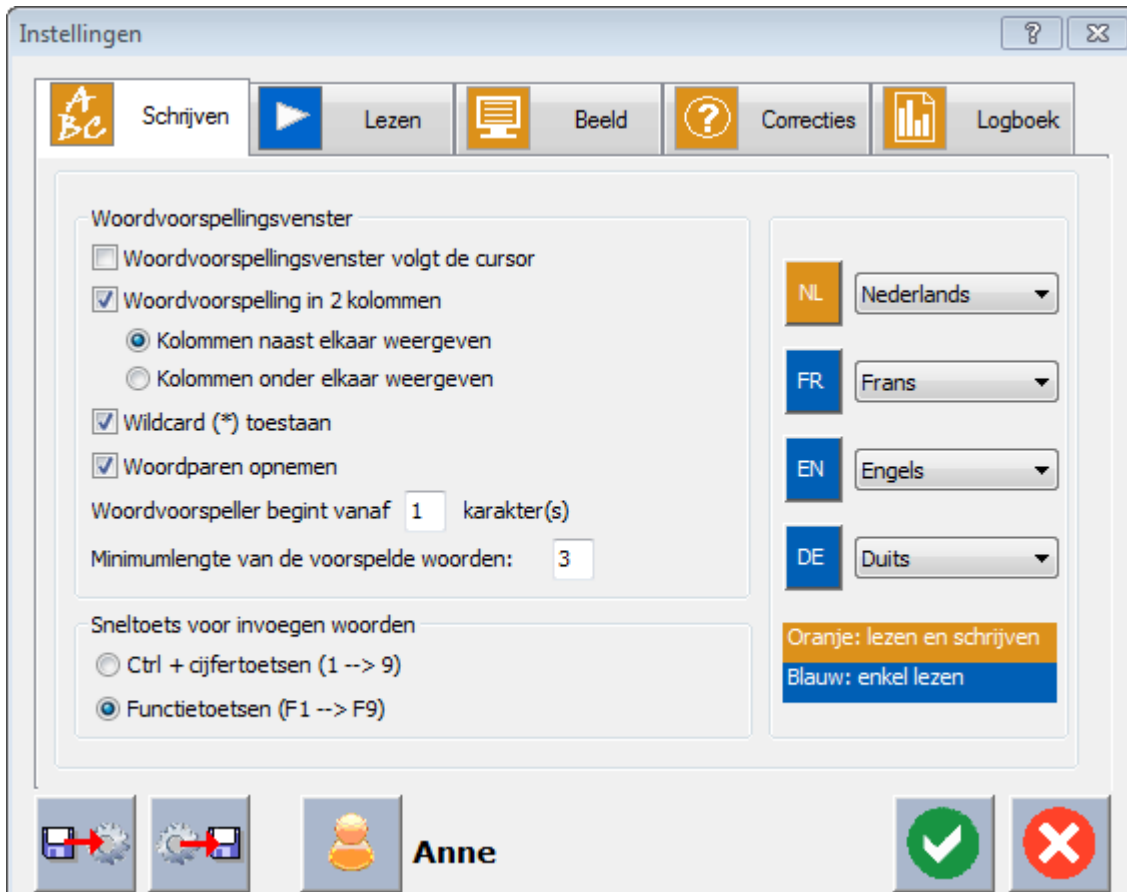 Instellingen
ABC Schrijven Lezen Beeld ? Correcties Logboek
Woordvoorspellingsvenster
Woordvoorspellingsvenster volgt de cursor
Woordvoorspelling in 2 kolommen
Kolommen naast elkaar weergeven
Kolommen onder elkaar weergeven
Wildcard (*) toestaan
Woordparen opnemen
Woordvoorspeller begint vanaf 1 karakter(s)
Minimumlengte van de voorspelde woorden: 3
Sneltoets voor invoegen woorden
Ctrl + cijfertoetsen (1 --> 9)
Functietoetsen (F1 --> F9)
NL Nederlands
FR Frans
EN Engels
DE Duits
Oranje: lezen en schrijven
Blauw: enkel lezen
Anne